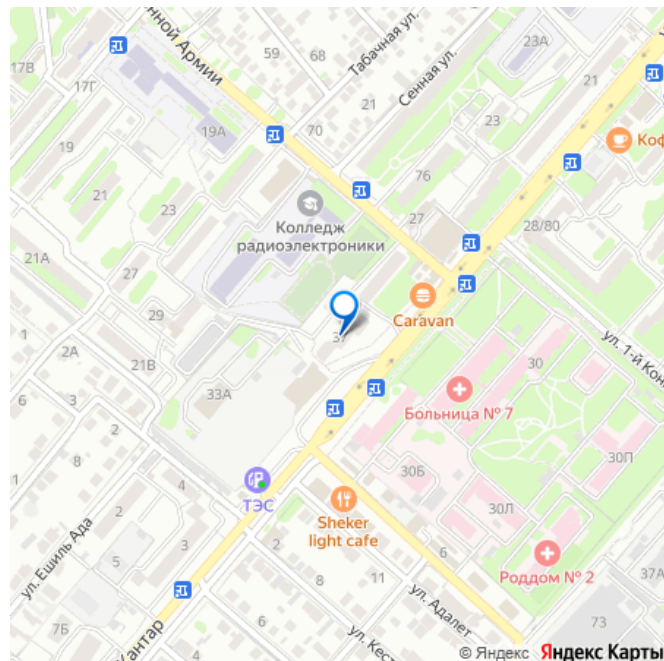 нной Армии
Табачная ул.
Сенная ул.
59
68
23А
17В
17Г
21
21
19А
70
23
Коф
19
76
Колледж
радиоэлектроники
27
21
23
28/80
21А
27
29
Caravan
ул. 1-й Кон
1
37
2А
21В
30
6
3
33А
Больница № 7
30П
8
30Б
ТЭС
30Л
2
4
Sheker
light cafe
6
Роддом № 2
ул. Ешиль Ада
2
3
5
8
11
37А
ул. Адалет
6
73
7Б
Кантар
ул. Кест
© Яндекс Яндекс Карты